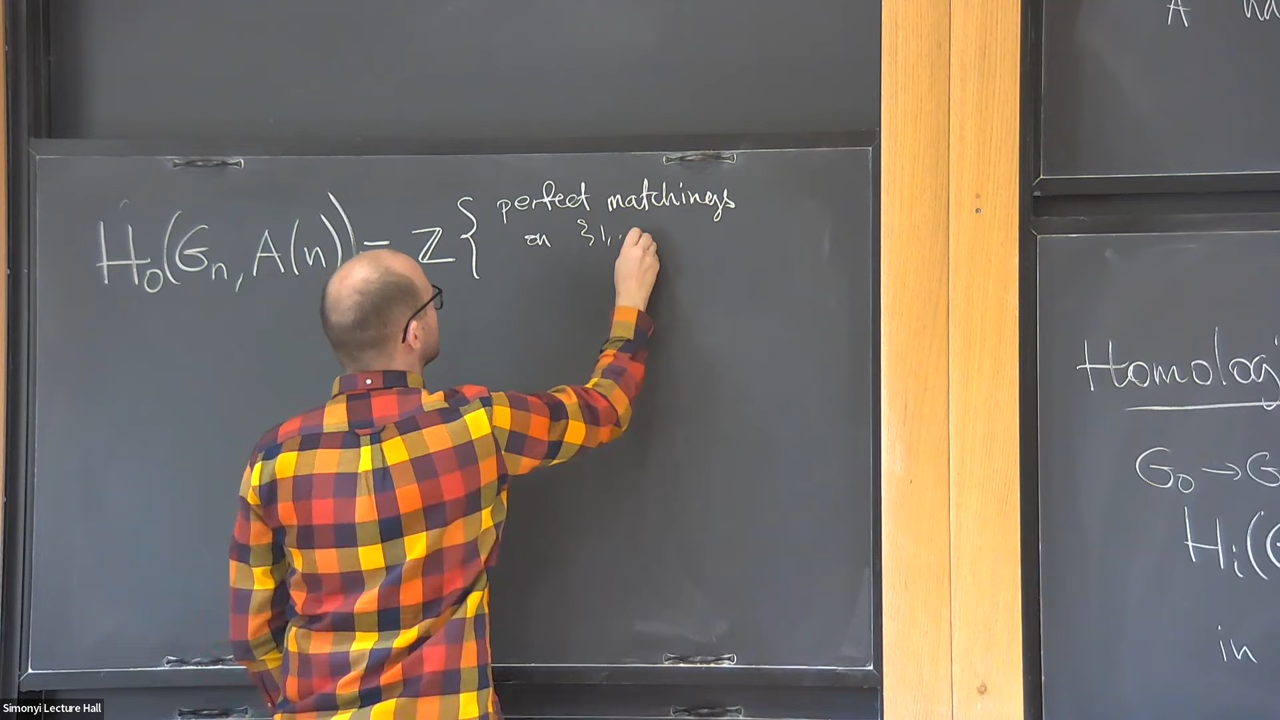 H₀(Gₙ, A(n)) = ℤ { perfect matchings
on {1, .
A
Homolog
G₀ → G
Hᵢ(G
in
Simonyi Lecture Hall